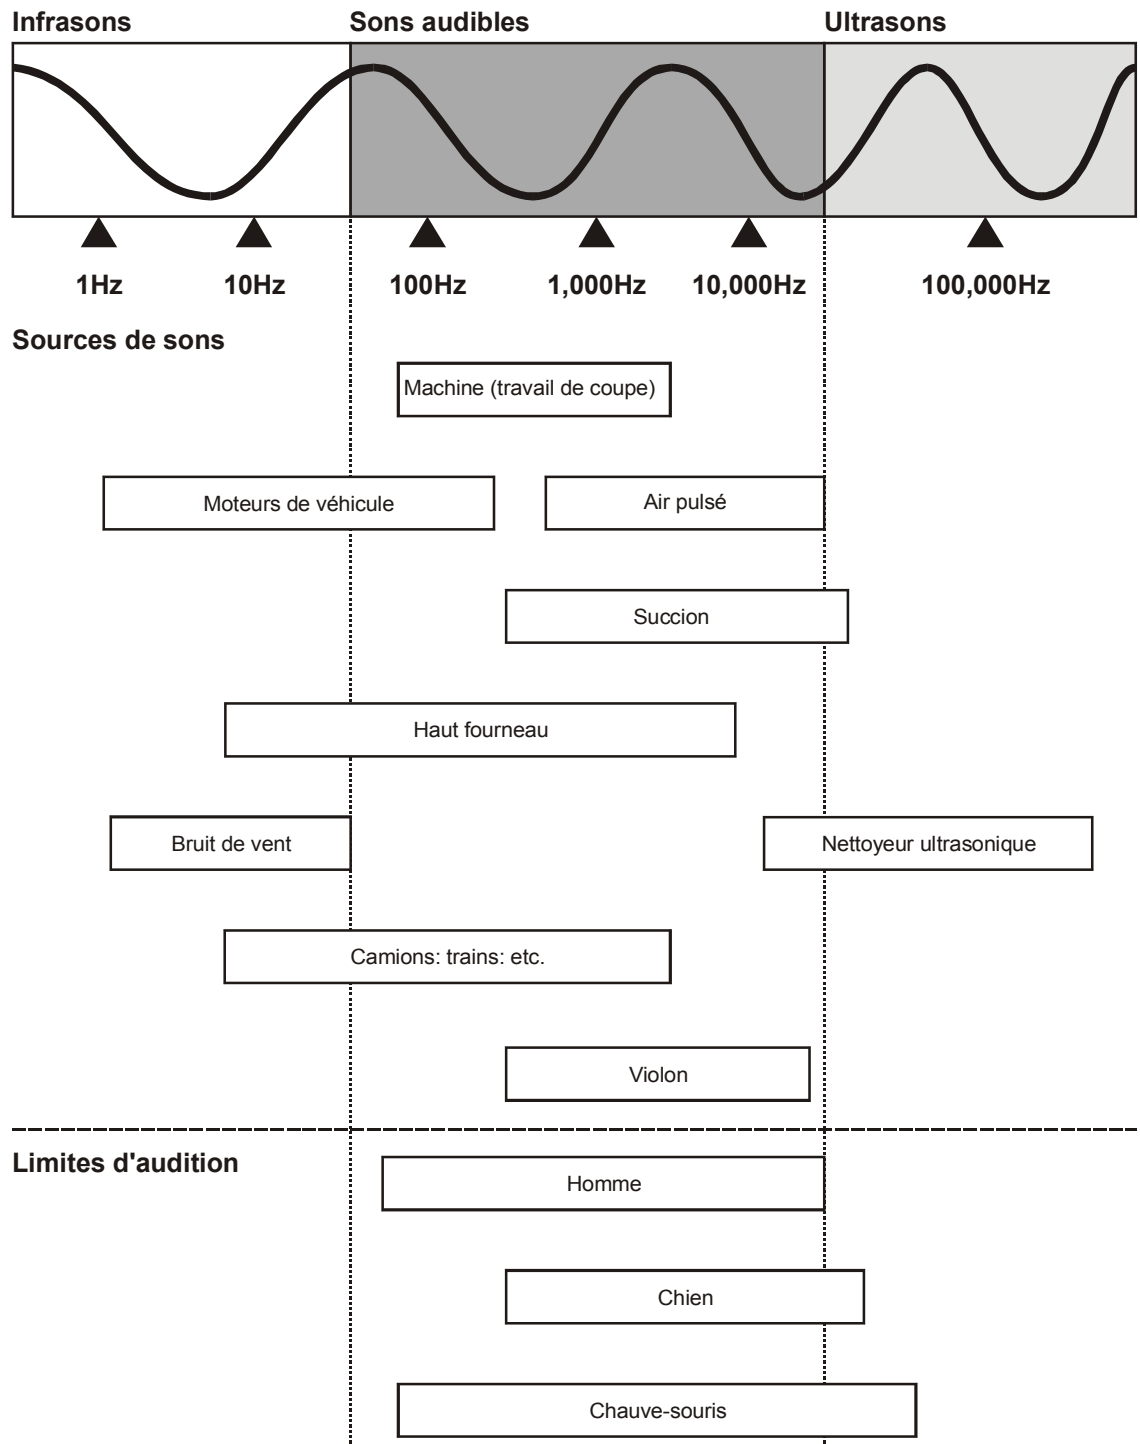 Infrasons Sons audibles Ultrasons
1Hz 10Hz 100Hz 1,000Hz 10,000Hz 100,000Hz
Sources de sons
Machine (travail de coupe)
Moteurs de véhicule Air pulsé
Succion
Haut fourneau
Bruit de vent Nettoyeur ultrasonique
Camions: trains: etc.
Violon
Limites d'audition
Homme
Chien
Chauve-souris